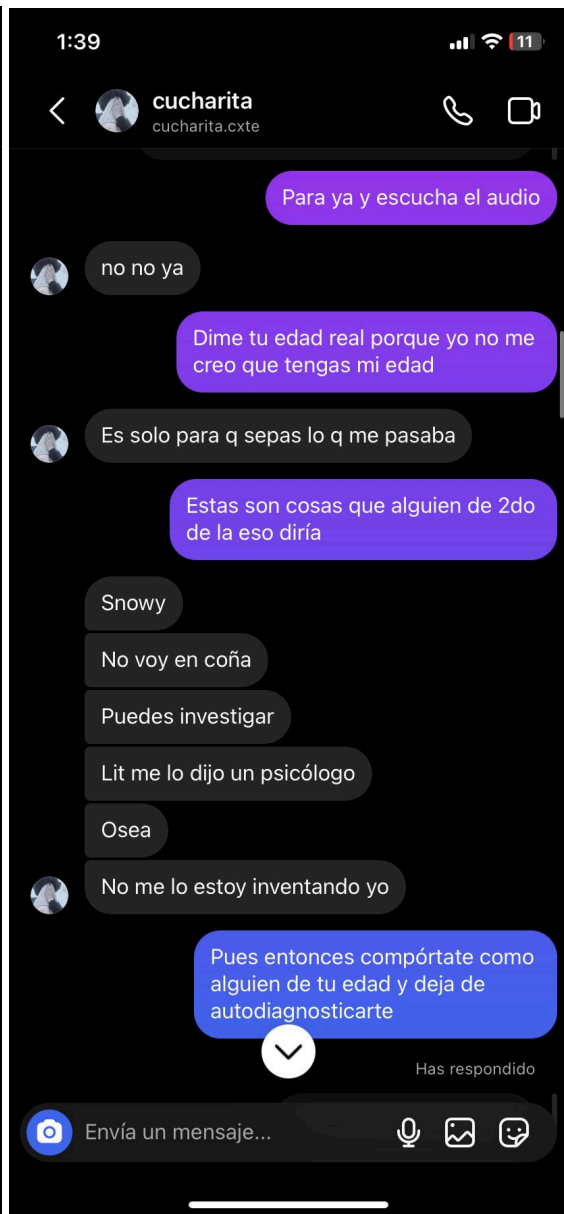 1:39
11
cucharita
cucharita.cxte
Para ya y escucha el audio
no no ya
Dime tu edad real porque yo no me
creo que tengas mi edad
Es solo para q sepas lo q me pasaba
Estas son cosas que alguien de 2do
de la eso diría
Snowy
No voy en coña
Puedes investigar
Lit me lo dijo un psicólogo
Osea
No me lo estoy inventando yo
Pues entonces compórtate como
alguien de tu edad y deja de
autodiagnosticarte
Has respondido
Envía un mensaje...